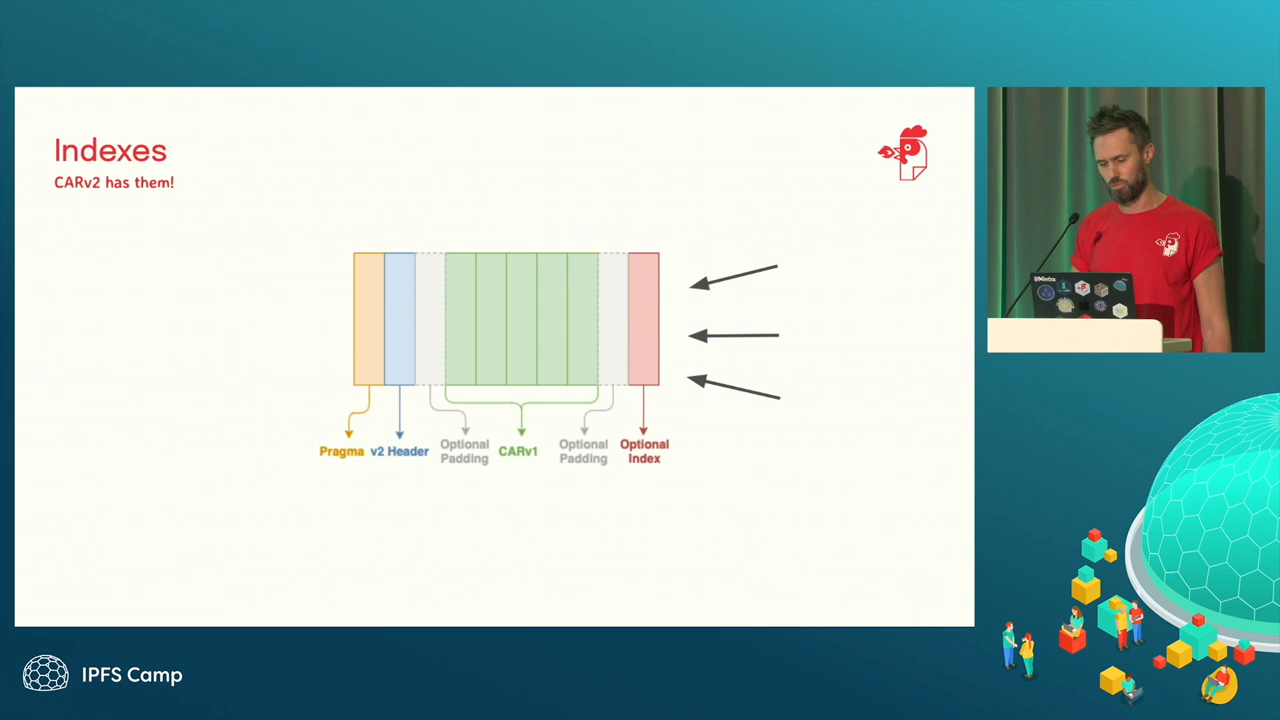 Indexes
CARv2 has them!
Pragma
v2 Header
Optional
Padding
CARv1
Optional
Padding
Optional
Index
IPFS Camp